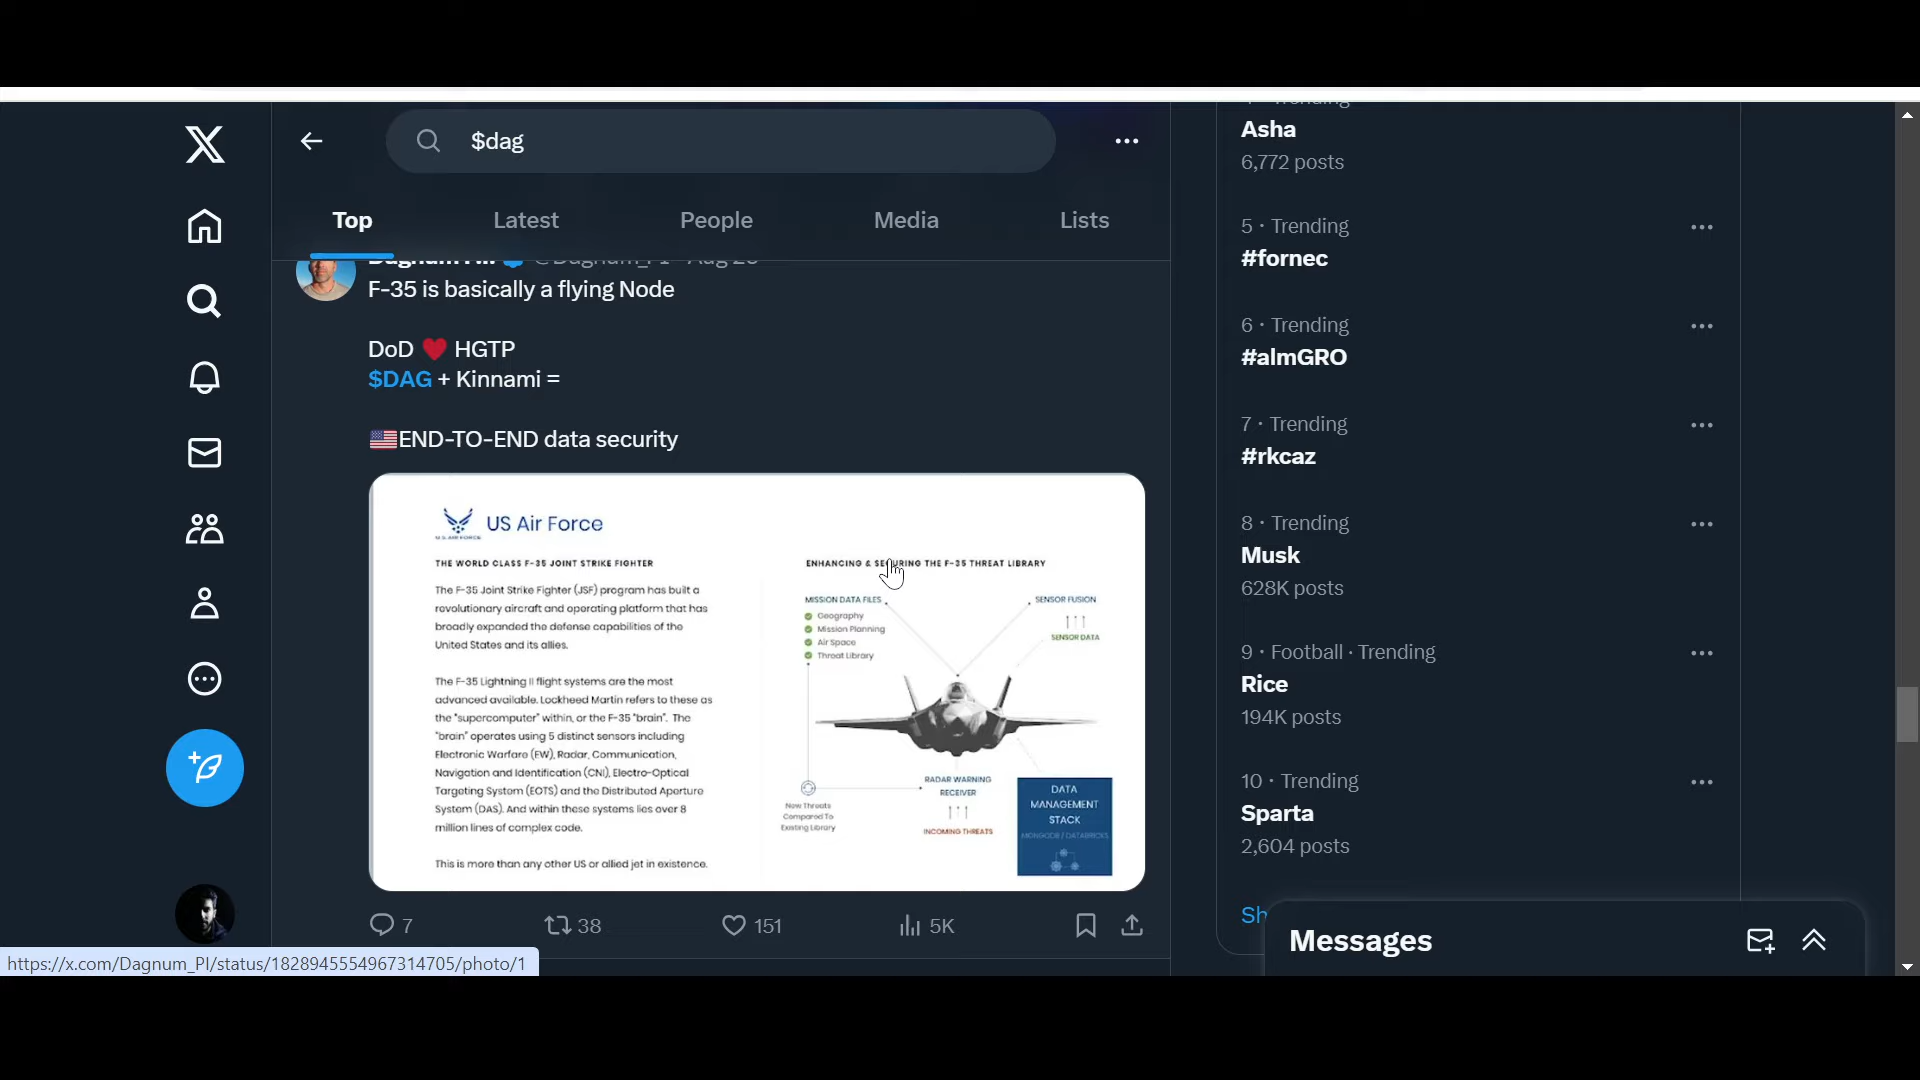 $dag
Top
Latest
People
Media
Lists
F-35 is basically a flying Node
DoD ❤️ HGTP
$DAG + Kinnami =
🇺🇸END-TO-END data security
US Air Force
U.S. AIR FORCE
THE WORLD CLASS F-35 JOINT STRIKE FIGHTER
The F-35 Joint Strike Fighter (JSF) program has built a
revolutionary aircraft and operating platform that has
broadly expanded the defense capabilities of the
United States and its allies.
The F-35 Lightning II flight systems are the most
advanced available. Lockheed Martin refers to these as
the "supercomputer" within, or the F-35 "brain". The
"brain" operates using 5 distinct sensors including
Electronic Warfare (EW), Radar, Communication,
Navigation and Identification (CNI), Electro-Optical
Targeting System (EOTS) and the Distributed Aperture
System (DAS). And within these systems lies over 8
million lines of complex code.
This is more than any other US or allied jet in existence.
ENHANCING & SECURING THE F-35 THREAT LIBRARY
MISSION DATA FILES
Geography
Mission Planning
Air Space
Threat Library
SENSOR FUSION
SENSOR DATA
New Threats
Compared To
Existing Library
RADAR WARNING
RECEIVER
INCOMING THREATS
DATA
MANAGEMENT
STACK
MONGODB / DATABRICKS
7
38
151
5K
https://x.com/Dagnum_PI/status/1828945554967314705/photo/1
Asha
6,772 posts
5 · Trending
#fornec
6 · Trending
#almGRO
7 · Trending
#rkcaz
8 · Trending
Musk
628K posts
9 · Football · Trending
Rice
194K posts
10 · Trending
Sparta
2,604 posts
Sh
Messages